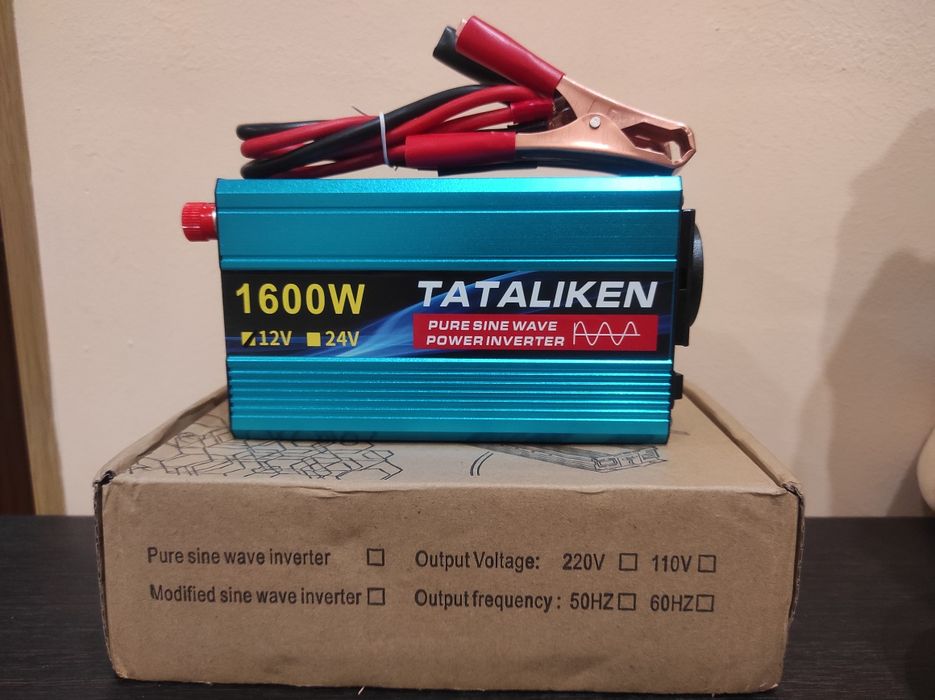 1600W
12V 24V
TATALIKEN
PURE SINE WAVE
POWER INVERTER
Pure sine wave inverter
Modified sine wave inverter
Output Voltage: 220V 110V
Output frequency: 50HZ 60HZ